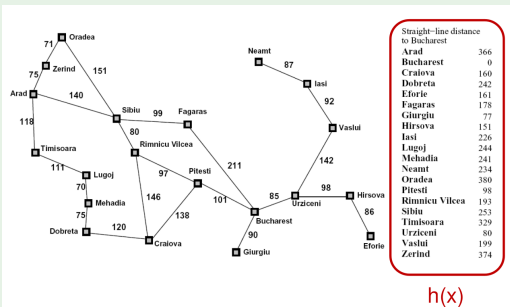 Oradea
71
Neamt
Zerind
87
151
75
Iasi
Arad
140
92
Sibiu
99
Fagaras
118
Vaslui
80
Timisoara
Rimnicu Vilcea
142
111
211
Lugoj
97
Pitesti
70
98
Hirsova
85
146
101
Urziceni
Mehadia
138
86
75
Bucharest
120
90
Dobreta
Craiova
Eforie
Giurgiu
Straight−line distance
to Bucharest
Arad 366
Bucharest 0
Craiova 160
Dobreta 242
Eforie 161
Fagaras 178
Giurgiu 77
Hirsova 151
Iasi 226
Lugoj 244
Mehadia 241
Neamt 234
Oradea 380
Pitesti 98
Rimnicu Vilcea 193
Sibiu 253
Timisoara 329
Urziceni 80
Vaslui 199
Zerind 374
h(x)